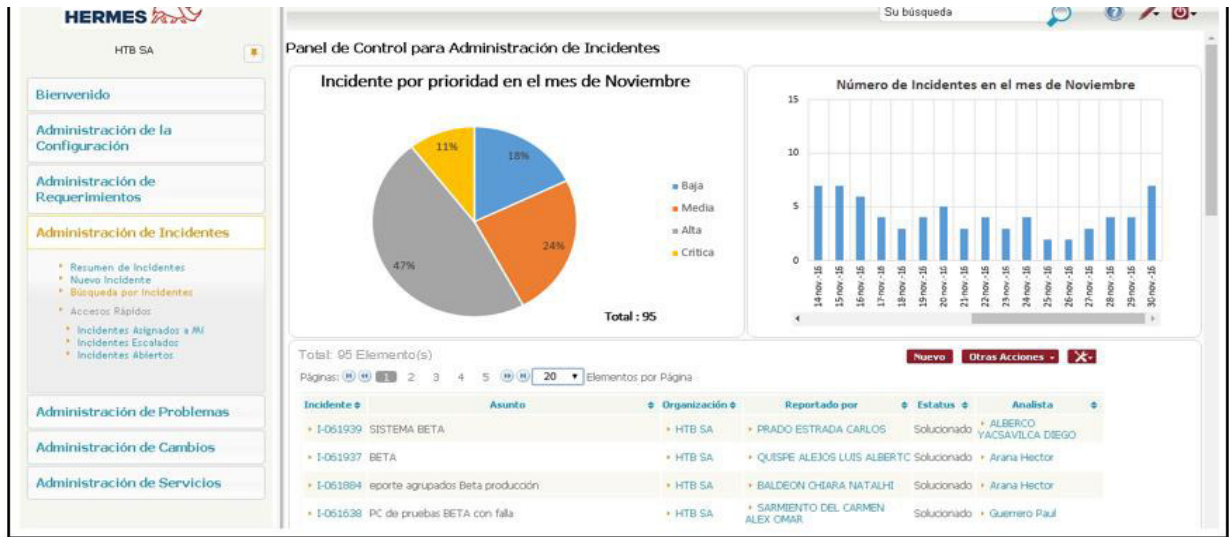 HERMES
Su búsqueda
HTB SA
Panel de Control para Administración de Incidentes
Bienvenido
Administración de la
Configuración
Administración de
Requerimientos
Administración de Incidentes
Resumen de Incidentes
Nuevo Incidente
Búsqueda por Incidentes
Accesos Rápidos
Incidentes Asignados a Mí
Incidentes Escalados
Incidentes Abiertos
Administración de Problemas
Administración de Cambios
Administración de Servicios
Incidente por prioridad en el mes de Noviembre
11%
18%
24%
47%
Baja
Media
Alta
Critica
Total : 95
Número de Incidentes en el mes de Noviembre
15
10
5
0
14-nov.-16
15-nov.-16
16-nov.-16
17-nov.-16
18-nov.-16
19-nov.-16
20-nov.-16
21-nov.-16
22-nov.-16
23-nov.-16
24-nov.-16
25-nov.-16
26-nov.-16
27-nov.-16
28-nov.-16
29-nov.-16
30-nov.-16
Total: 95 Elemento(s)
Nuevo Otras Acciones
Páginas: 1 2 3 4 5 20 Elementos por Página
Incidente Asunto Organización Reportado por Estatus Analista
I-061939 SISTEMA BETA HTB SA PRADO ESTRADA CARLOS Solucionado ALBERCO YACSAVILCA DIEGO
I-061937 BETA HTB SA QUISPE ALEJOS LUIS ALBERTC Solucionado Arana Hector
I-061884 eporte agrupados Beta producción HTB SA BALDEON CHIARA NATALHI Solucionado Arana Hector
I-061638 PC de pruebas BETA con falla HTB SA SARMIENTO DEL CARMEN ALEX OMAR Solucionado Guerrero Paul